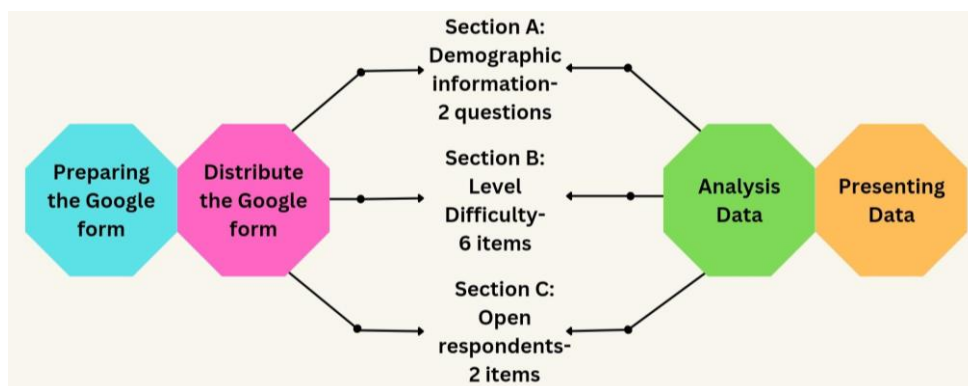 Preparing
the Google
form
Distribute
the Google
form
Section A:
Demographic
information-
2 questions
Section B:
Level
Difficulty-
6 items
Section C:
Open
respondents-
2 items
Analysis
Data
Presenting
Data